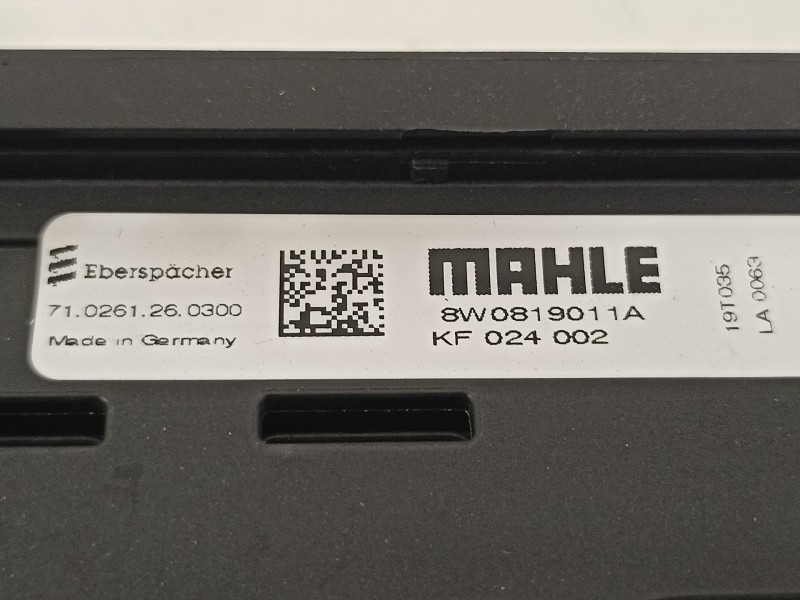 Eberspächer
71.0261.26.0300
Made in Germany
MAHLE
8W0819011A
KF 024 002
19T035
LA 0063